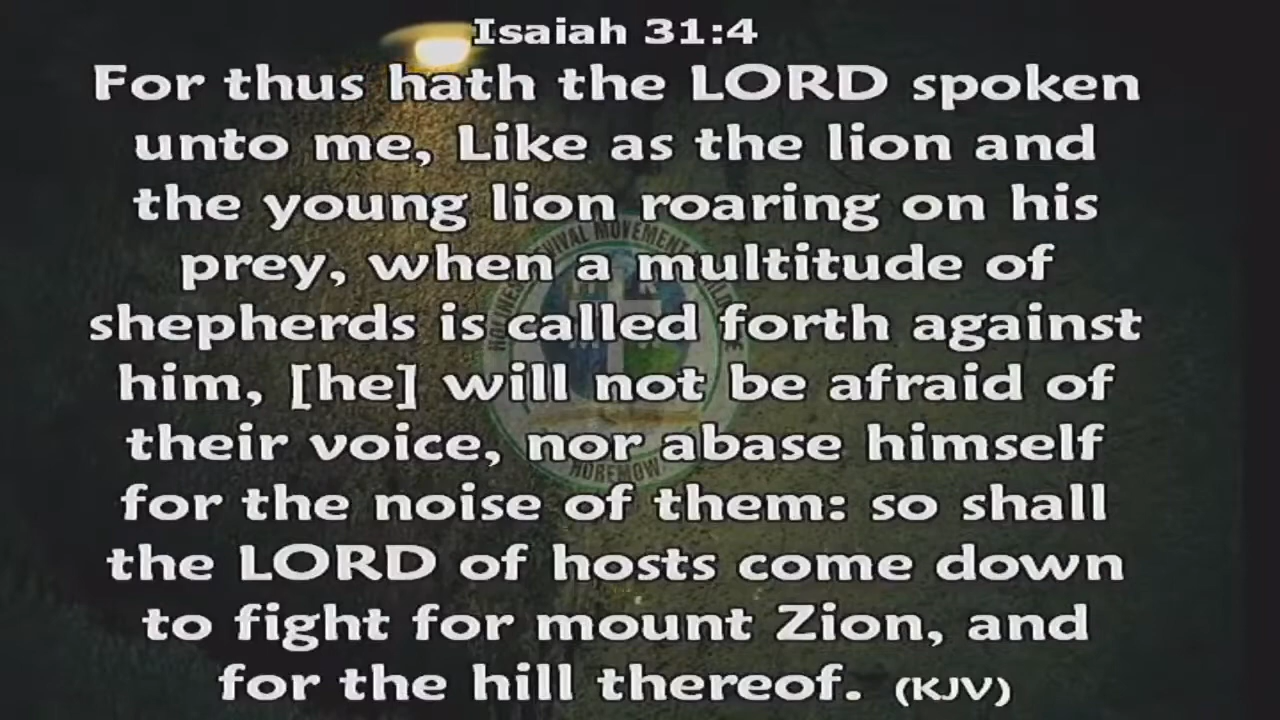 Isaiah 31:4
For thus hath the LORD spoken
unto me, Like as the lion and
the young lion roaring on his
prey, when a multitude of
shepherds is called forth against
him, [he] will not be afraid of
their voice, nor abase himself
for the noise of them: so shall
the LORD of hosts come down
to fight for mount Zion, and
for the hill thereof. (KJV)
MOVEMENT
HOREMOW